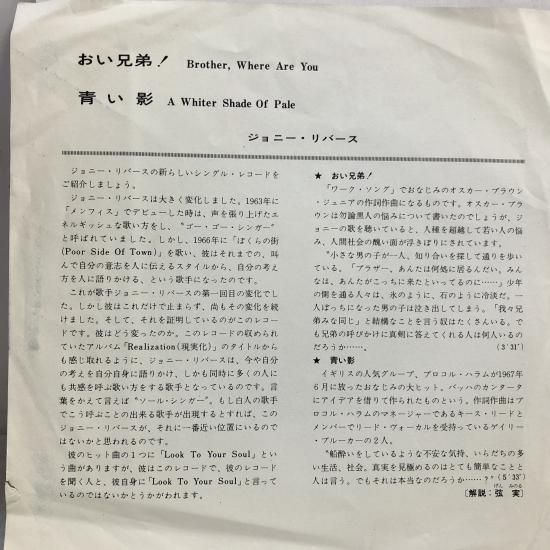 おい兄弟! Brother, Where Are You
青い影 A Whiter Shade Of Pale
ジョニー・リバース
ジョニー・リバースの新らしいシングル・レコードを
ご紹介しましょう。
ジョニー・リバースは大きく変化しました。1963年に
「メンフィス」でデビューした時は、声を張り上げたエ
ネルギッシュな歌い方をし、“ゴー・ゴー・シンガー”
と呼ばれていました。しかし、1966年に「ぼくらの街
(Poor Side Of Town)」を歌い、彼はそれまでの、叫
んで自分の意志を人に伝えるスタイルから、自分の考え
方を人に語りかける、という歌手になったのです。
これが歌手ジョニー・リバースの第一回目の変化でし
た。しかし彼はこれだけで止まらず、尚もその変化を続
けました。そして、それを証明しているのがこのレコー
ドです。彼はどう変ったのか。このレコードの収められ
ていたアルバム「Realization(現実化)」のタイトルから
も感じ取れるように、ジョニー・リバースは、今や自分
の考えを自分自身に語りかけ、しかも同時に多くの人に
も共感を呼ぶ歌い方をする歌手となっているのです。言
葉をかえて言えば“ソール・シンガー”。もし白人の歌手
でこう呼ぶことの出来る歌手が出現するとすれば、この
ジョニー・リバースが、それに一番近い位置にいるので
はないかと思われるのです。
彼のヒット曲の1つに「Look To Your Soul」とい
う曲がありますが、彼はこのレコードで、彼のレコード
を聞く人と、彼自身に「Look To Your Soul」と言って
いるのではないかとうかがわれます。
★ おい兄弟!
「ワーク・ソング」でおなじみのオスカー・ブラウン
・ジュニアの作詞作曲になるものです。オスカー・ブラ
ウンは勿論黒人の悩みについて書いたのでしょうが、ジ
ョニーの歌を聴いていると、人種を超越して若い人の悩
み、人間社会の醜い面が浮きぼりにされています。
“小さな男の子が一人、知り合いを探して通りを歩いて
いる。「ブラザー、あんたは何処に居るんだい。みん
なは、あんたがこっちに来たといってるのに……」少年
の側を通る人々は、氷のように、石のように冷淡だ。一
人ぼっちになった男の子は泣き出してしまう。「我々兄
弟みな同じ」と結構なことを言う奴はたくさんいる。で
も兄弟の呼びかけに真剣に答えてくれる人は何人いるの
だろうか……。 (3′31″)
★ 青い影
イギリスの人気グループ、プロコル・ハラムが1967年
6月に放ったおなじみの大ヒット。バッハのカンタータ
にアイデアを借りて作られたものという。作詞作曲はプ
ロコル・ハラムのマネージャーであるキース・リードと
メンバーでリード・ヴォーカルを受持っているゲイリー
・ブルーカーの2人。
“船酔いをしているような不安な気持、いらだちの多
い生活、社会。真実を見極めるのはとても簡単なことと
人は言う。でもそれは本当なのだろうか……?” (5′33″)
〔解説:弦 実〕